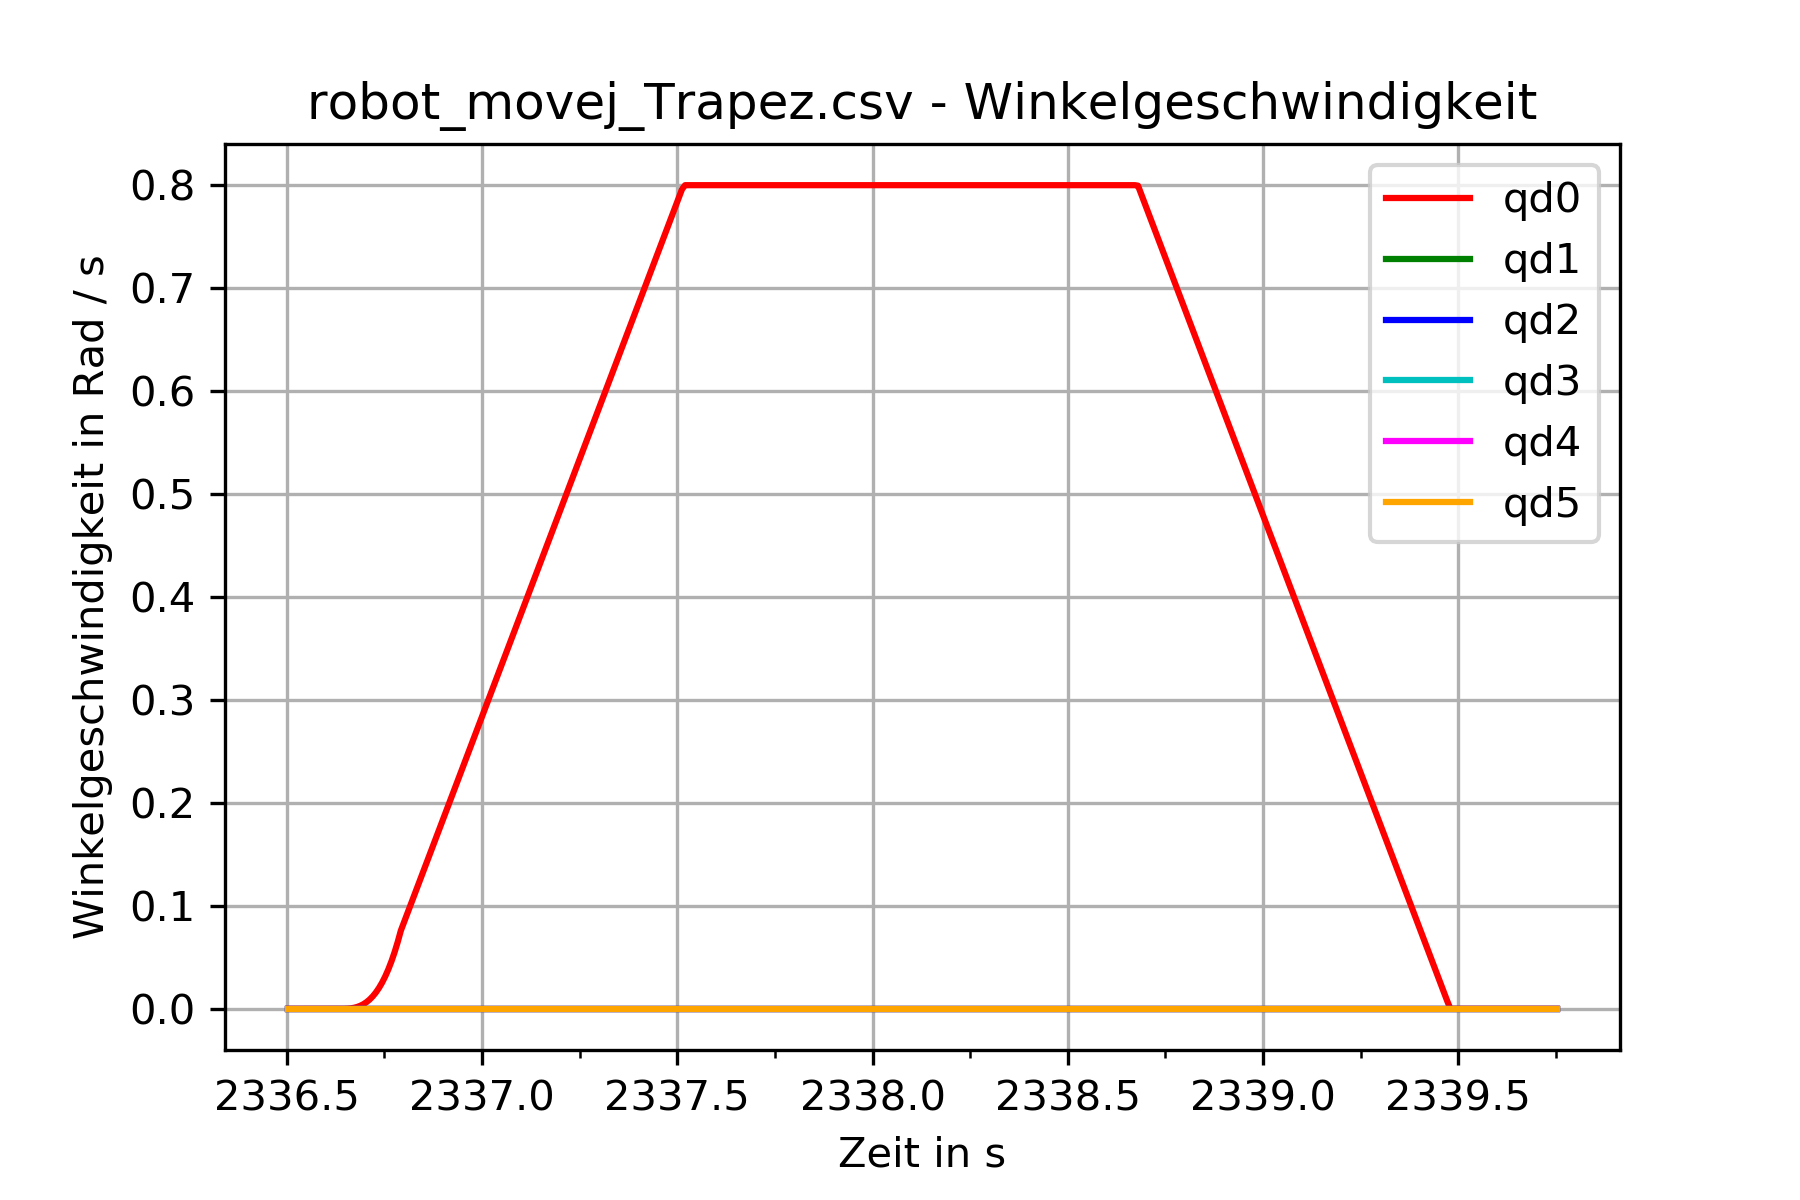 robot_movej_Trapez.csv - Winkelgeschwindigkeit
Winkelgeschwindigkeit in Rad / s
0.8
0.7
0.6
0.5
0.4
0.3
0.2
0.1
0.0
qd0
qd1
qd2
qd3
qd4
qd5
2336.5 2337.0 2337.5 2338.0 2338.5 2339.0 2339.5
Zeit in s